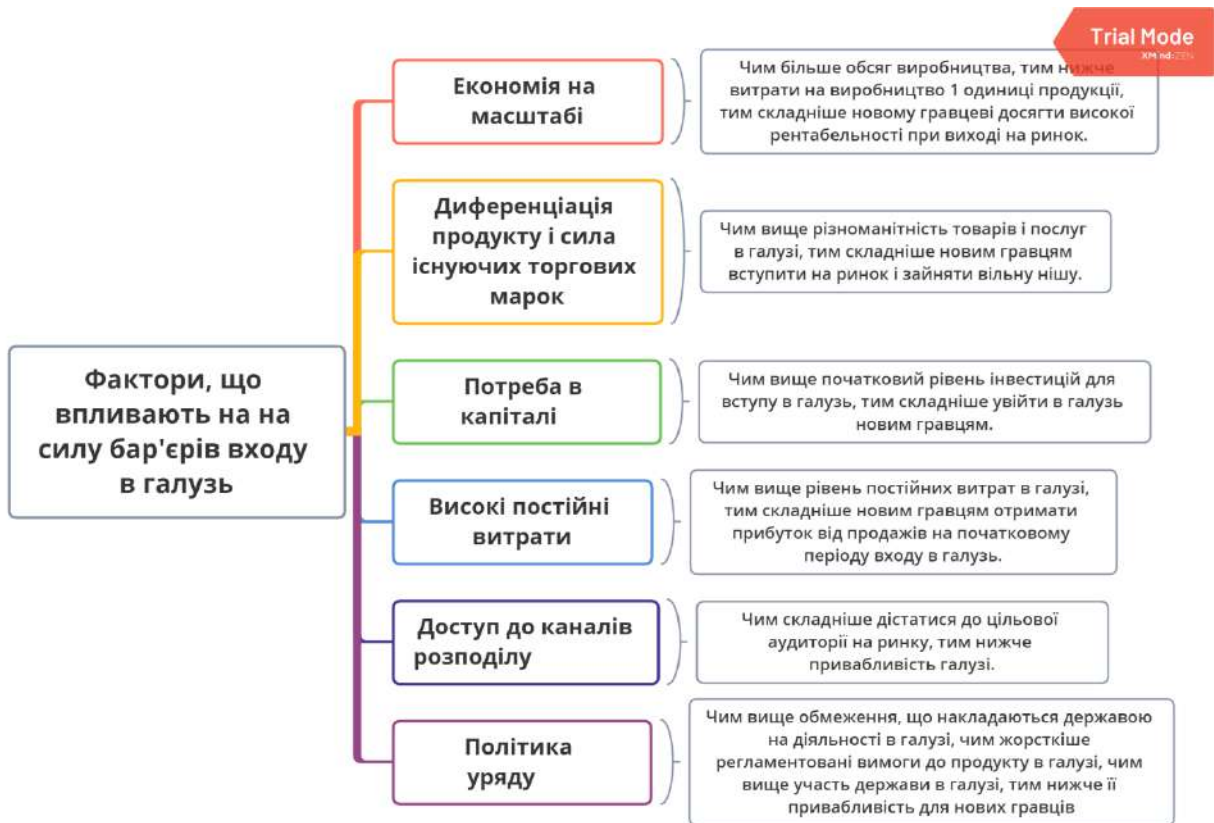 Trial Mode
XMind:ZEN
Фактори, що
впливають на на
силу бар'єрів входу
в галузь
Економія на
масштабі
Чим більше обсяг виробництва, тим нижче
витрати на виробництво 1 одиниці продукції,
тим складніше новому гравцеві досягти високої
рентабельності при виході на ринок.
Диференціація
продукту і сила
існуючих торгових
марок
Чим вище різноманітність товарів і послуг
в галузі, тим складніше новим гравцям
вступити на ринок і зайняти вільну нішу.
Потреба в
капіталі
Чим вище початковий рівень інвестицій для
вступу в галузь, тим складніше увійти в галузь
новим гравцям.
Високі постійні
витрати
Чим вище рівень постійних витрат в галузі,
тим складніше новим гравцям отримати
прибуток від продажів на початковому
періоду входу в галузь.
Доступ до каналів
розподілу
Чим складніше дістатися до цільової
аудиторії на ринку, тим нижче
привабливість галузі.
Політика
уряду
Чим вище обмеження, що накладаються державою
на діяльності в галузі, чим жорсткіше
регламентовані вимоги до продукту в галузі, чим
вище участь держави в галузі, тим нижче її
привабливість для нових гравців